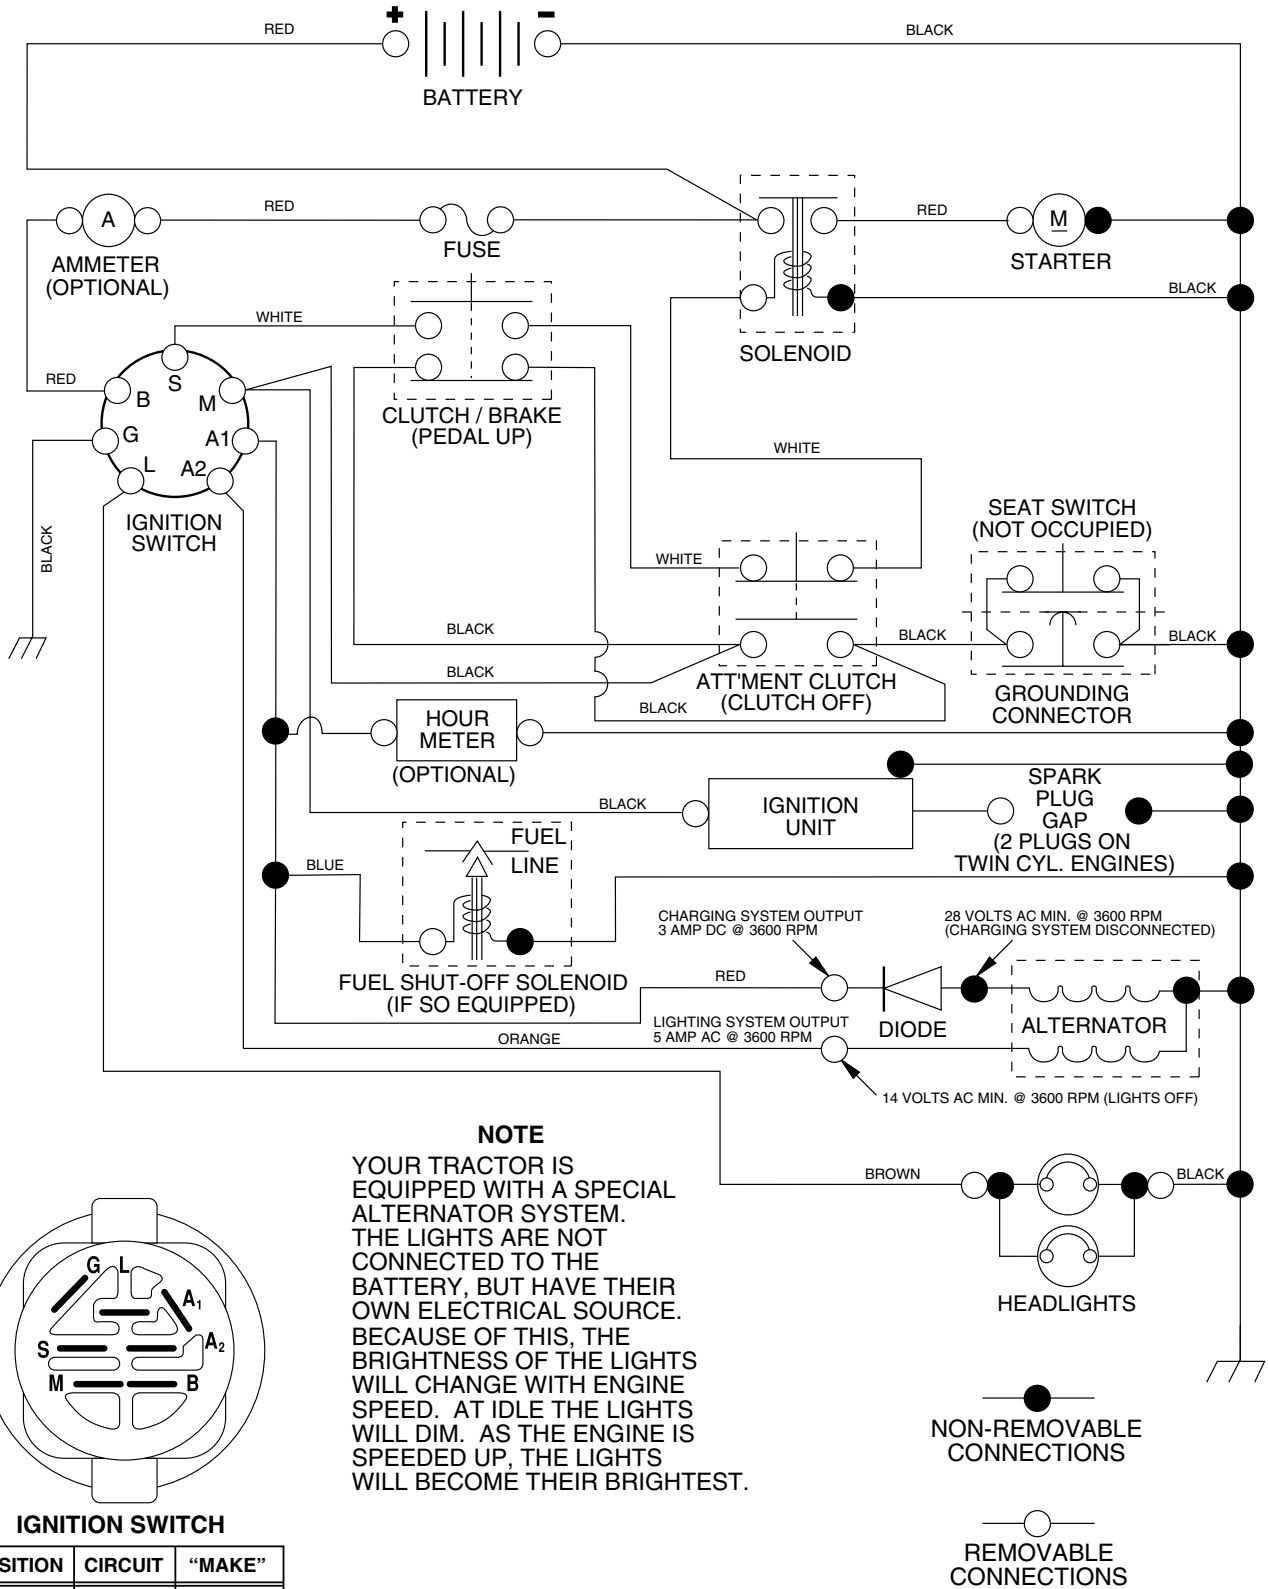 + -
RED
BLACK
BATTERY
A
RED
FUSE
RED
M
STARTER
AMMETER
(OPTIONAL)
BLACK
WHITE
SOLENOID
RED
S
B
M
CLUTCH / BRAKE
(PEDAL UP)
G
A1
L
A2
WHITE
IGNITION
SWITCH
BLACK
SEAT SWITCH
(NOT OCCUPIED)
WHITE
BLACK
BLACK
BLACK
BLACK
ATT'MENT CLUTCH
(CLUTCH OFF)
GROUNDING
CONNECTOR
BLACK
HOUR
METER
(OPTIONAL)
BLACK
IGNITION
UNIT
SPARK
PLUG
GAP
(2 PLUGS ON
TWIN CYL. ENGINES)
FUEL
LINE
BLUE
CHARGING SYSTEM OUTPUT
3 AMP DC @ 3600 RPM
28 VOLTS AC MIN. @ 3600 RPM
(CHARGING SYSTEM DISCONNECTED)
FUEL SHUT-OFF SOLENOID
(IF SO EQUIPPED)
RED
DIODE
ALTERNATOR
LIGHTING SYSTEM OUTPUT
5 AMP AC @ 3600 RPM
ORANGE
14 VOLTS AC MIN. @ 3600 RPM (LIGHTS OFF)
NOTE
YOUR TRACTOR IS
EQUIPPED WITH A SPECIAL
ALTERNATOR SYSTEM.
THE LIGHTS ARE NOT
CONNECTED TO THE
BATTERY, BUT HAVE THEIR
OWN ELECTRICAL SOURCE.
BECAUSE OF THIS, THE
BRIGHTNESS OF THE LIGHTS
WILL CHANGE WITH ENGINE
SPEED. AT IDLE THE LIGHTS
WILL DIM. AS THE ENGINE IS
SPEEDED UP, THE LIGHTS
WILL BECOME THEIR BRIGHTEST.
BROWN
BLACK
HEADLIGHTS
G L
A1
S
A2
M
B
IGNITION SWITCH
SITION CIRCUIT “MAKE”
NON-REMOVABLE
CONNECTIONS
REMOVABLE
CONNECTIONS